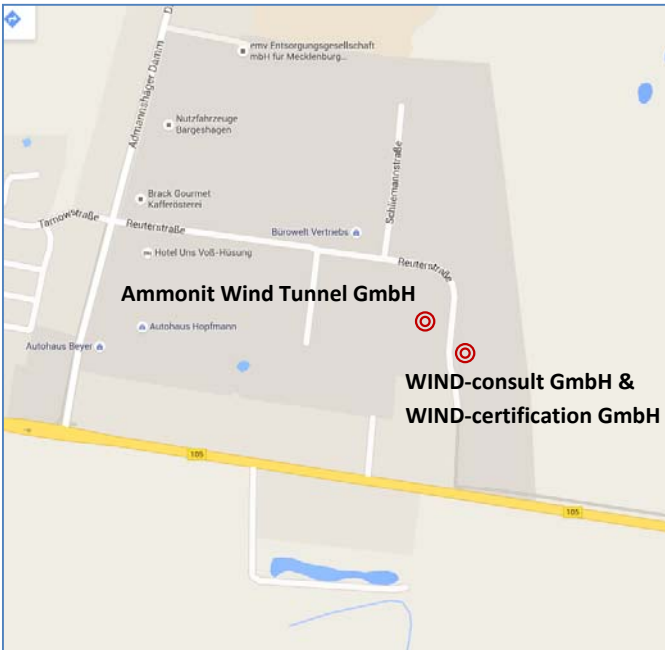 emv Entsorgungsgesellschaft
mbH für Mecklenburg...
Admannshäger Damm
D
Nutzfahrzeuge
Bargeshagen
Schliemannstraße
Brack Gourmet
Kafferösterei
Tarnowstraße
Reuterstraße
Bürowelt Vertriebs
Hotel Uns Voß-Hüsung
Reuterstraße
Ammonit Wind Tunnel GmbH
Autohaus Hopfmann
Autohaus Beyer
WIND-consult GmbH &
WIND-certification GmbH
105
105